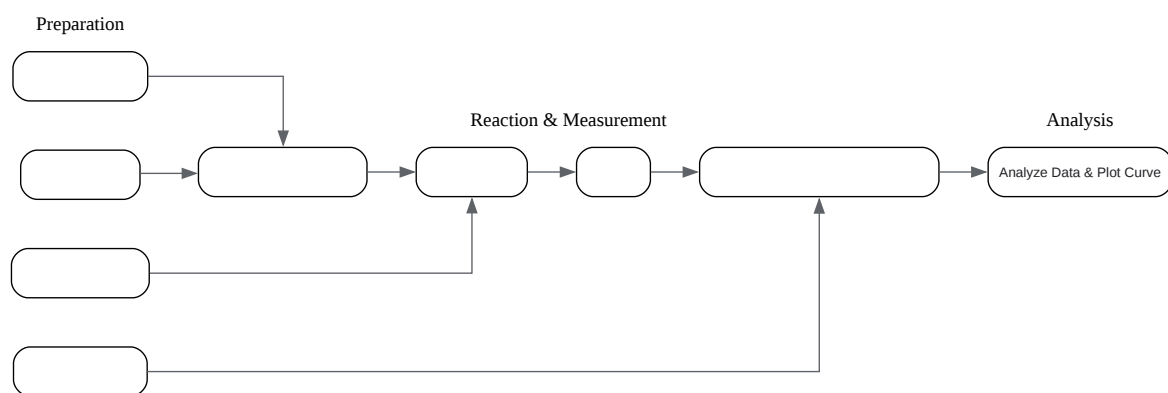 Preparation
Reaction & Measurement
Analysis
Analyze Data & Plot Curve